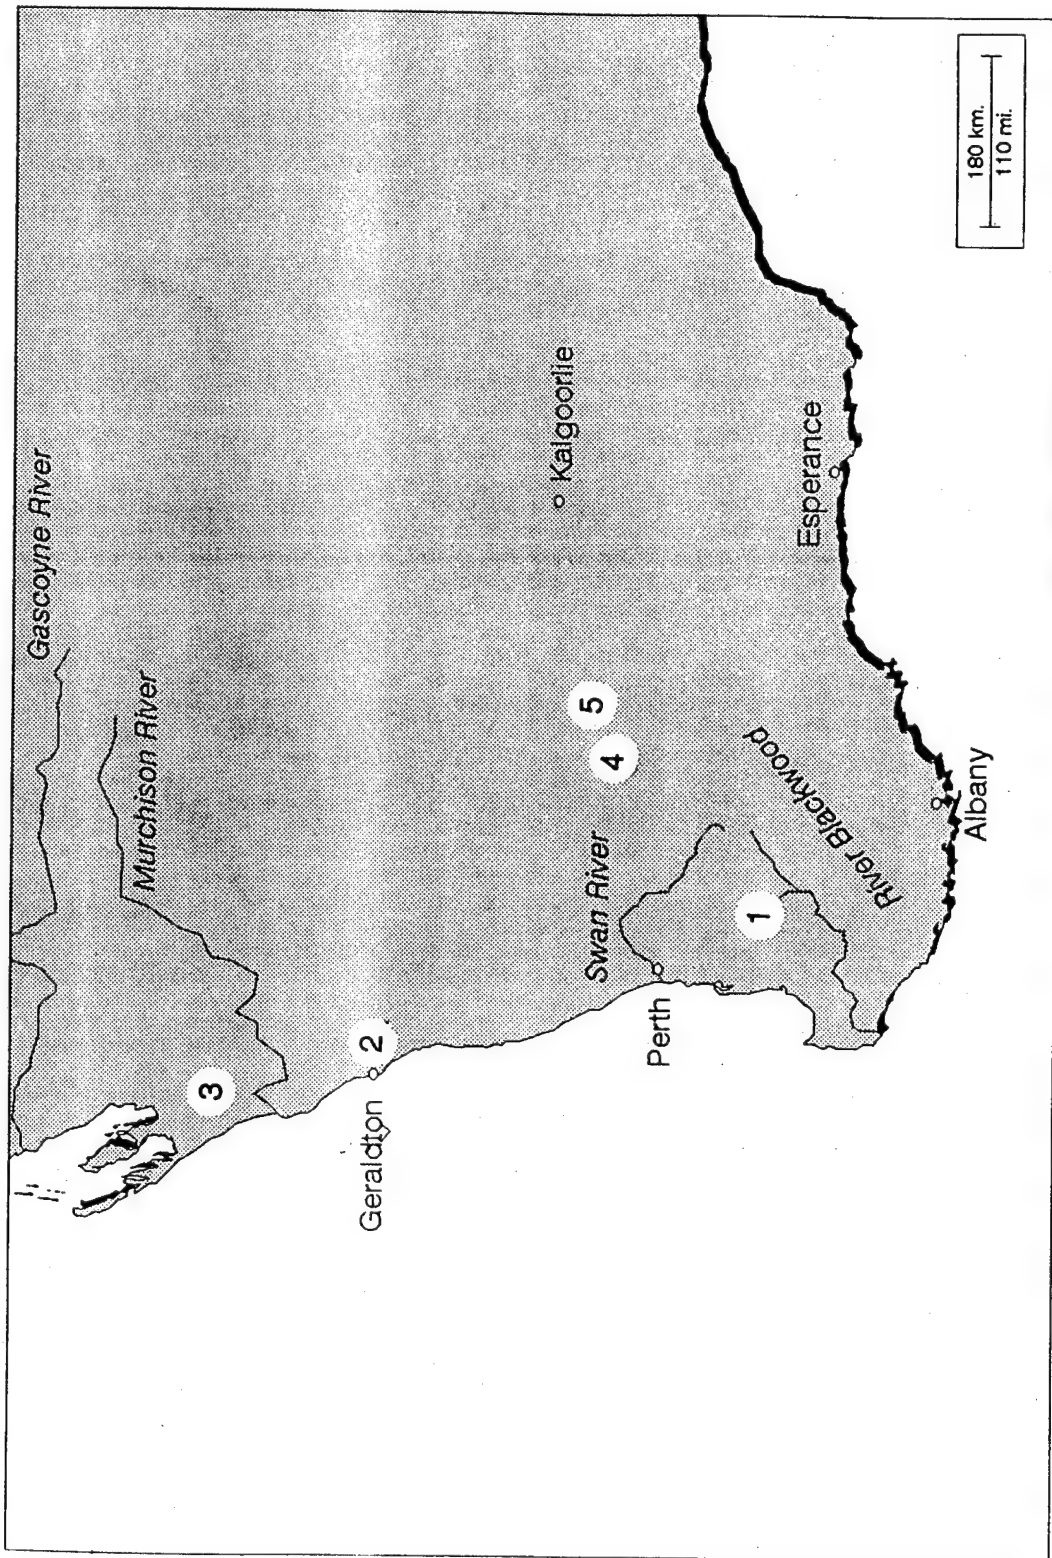 Gascoyne River
Murchison River
3
2
Geraldton
Kalgoorlie
5
4
Swan River
Perth
1
River Blackwood
Esperance
Albany
180 km.
110 mi.